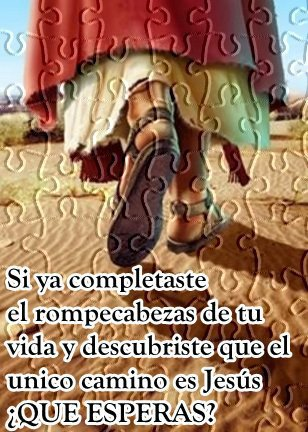 Si ya completaste
el rompecabezas de tu
vida y descubriste que el
unico camino es Jesús
¿QUE ESPERAS?